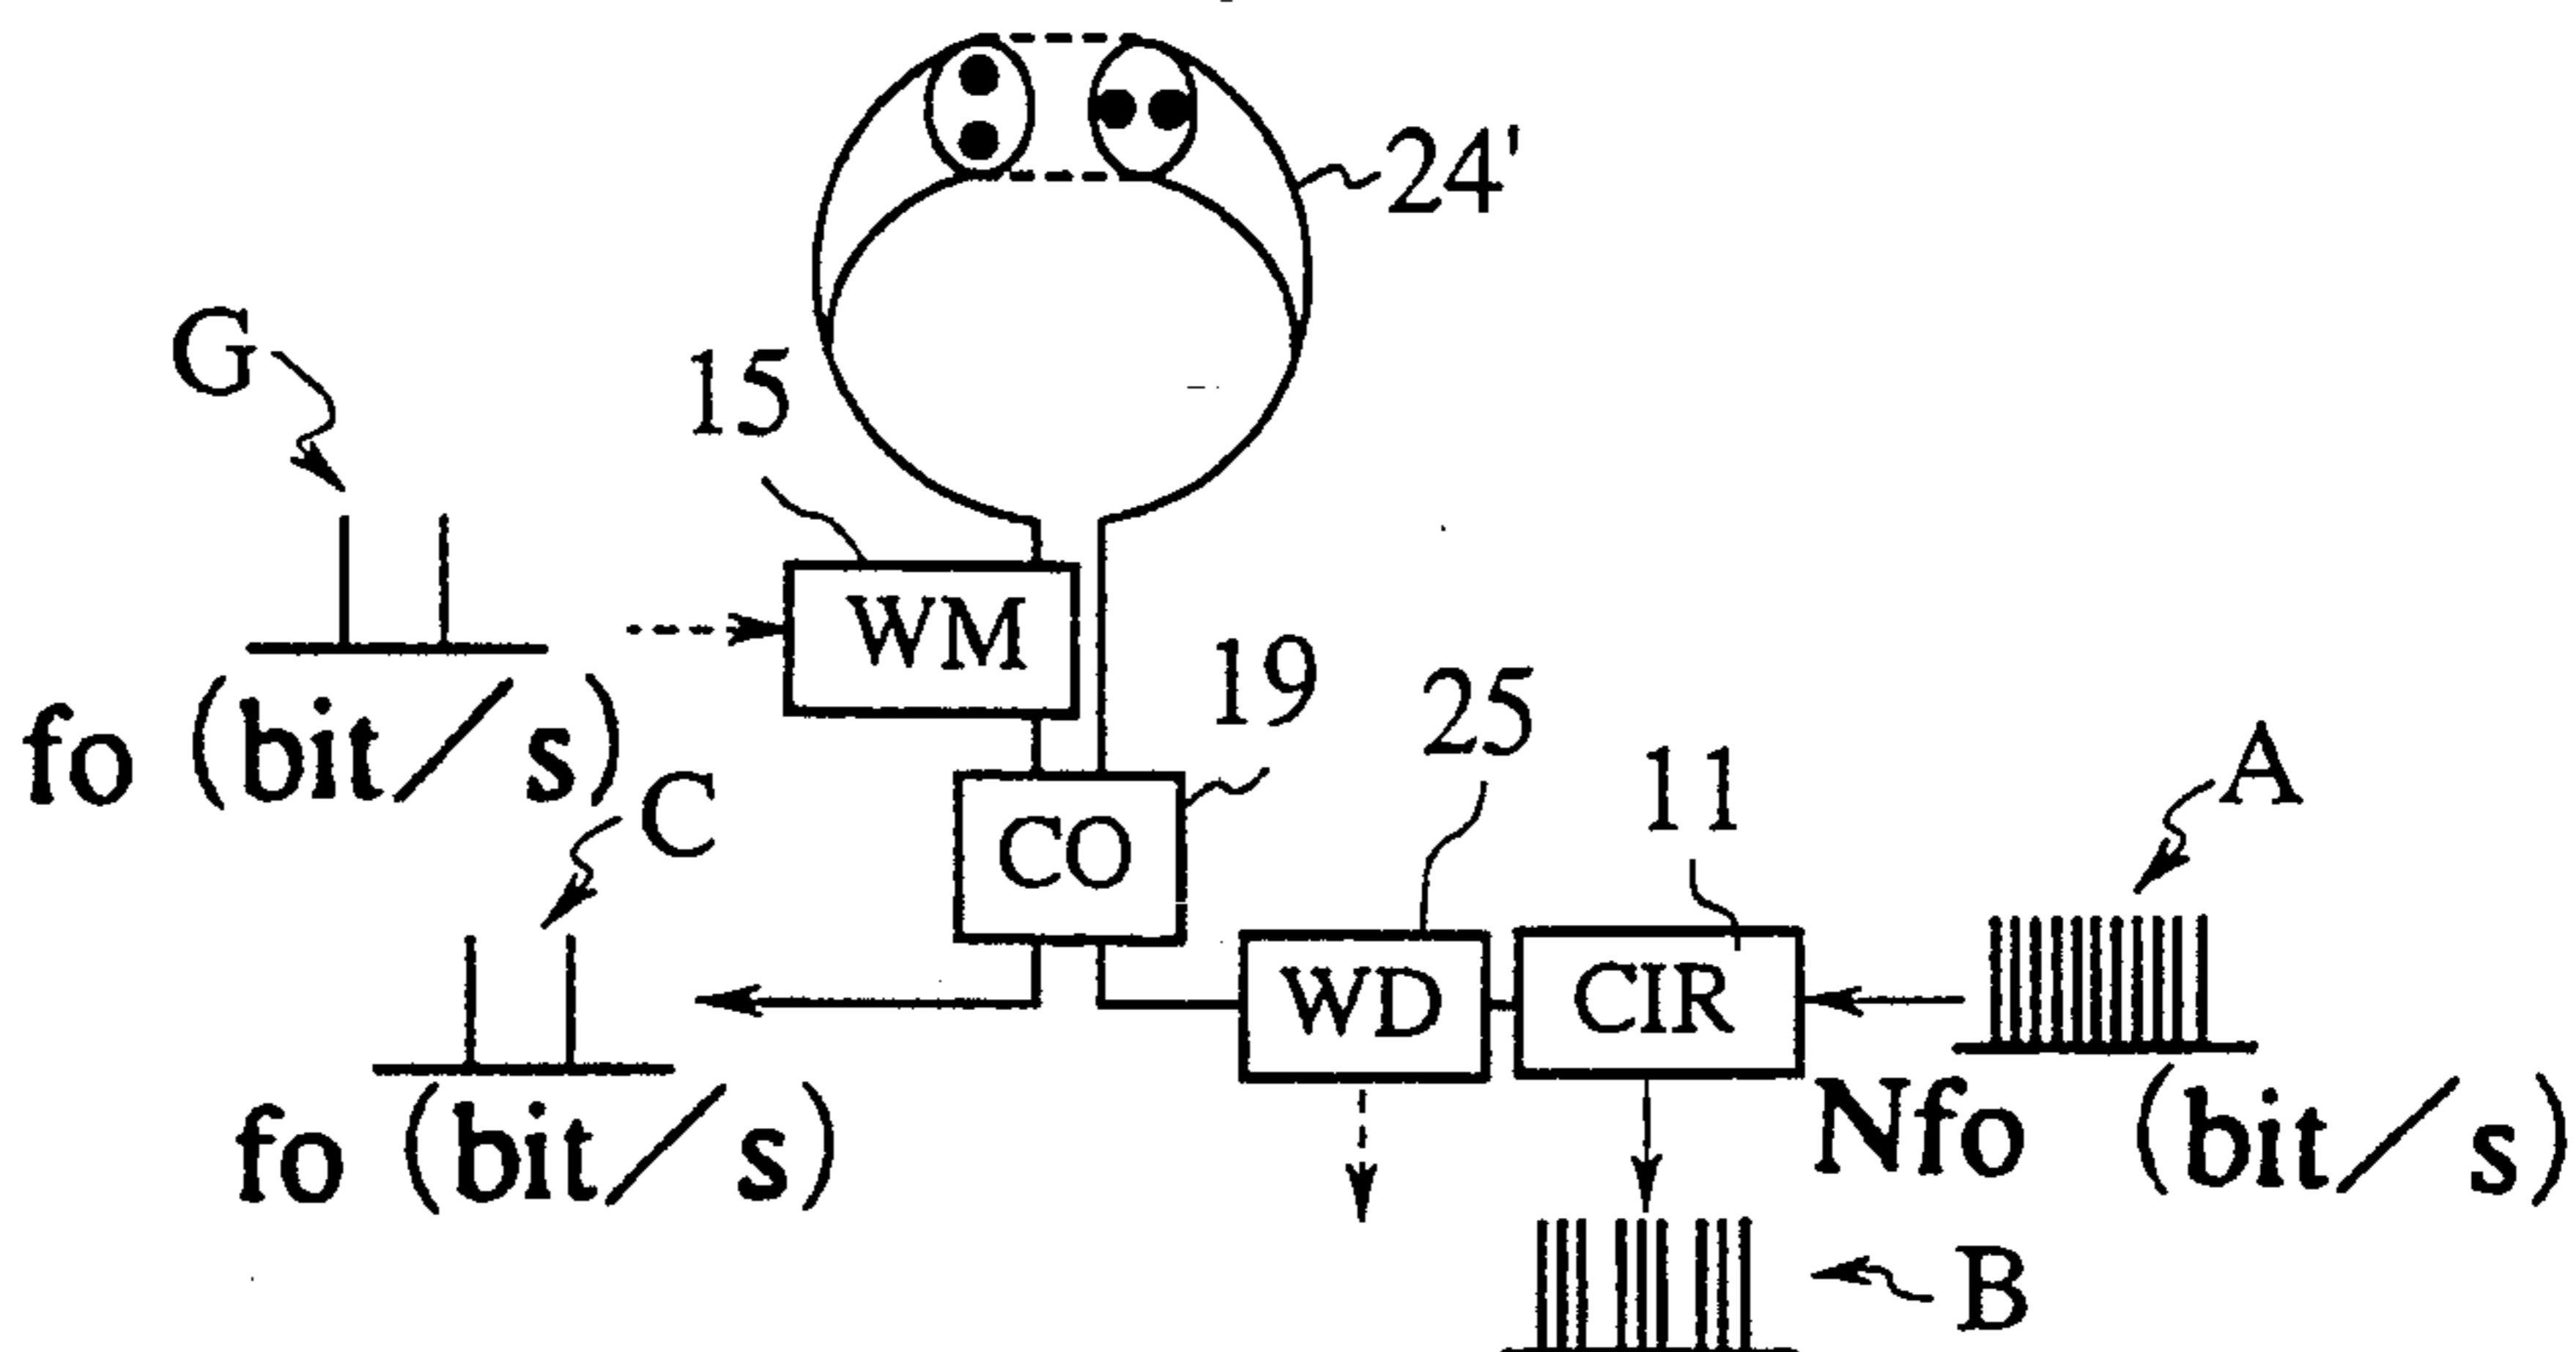 24'
G
15
WM
fo (bit/s)
19
25
11
A
C
CO
WD
CIR
fo (bit/s)
Nfo (bit/s)
B